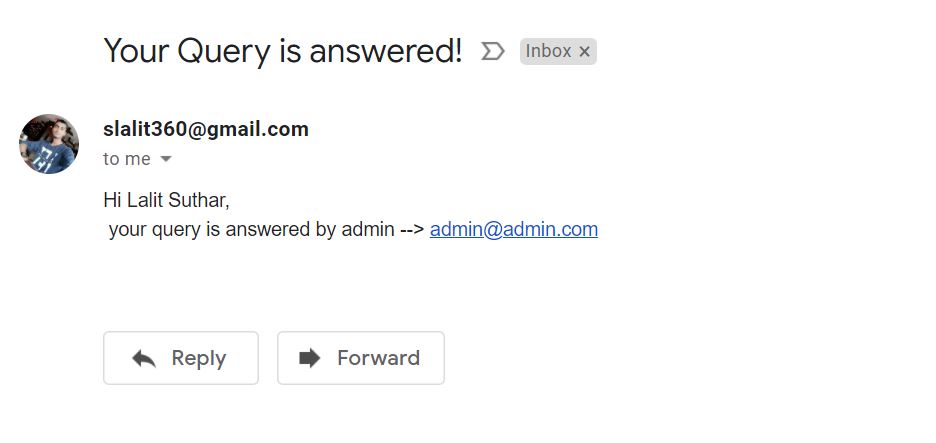 Your Query is answered! Inbox ×
slalit360@gmail.com
to me
Hi Lalit Suthar,
your query is answered by admin --> admin@admin.com
Reply Forward